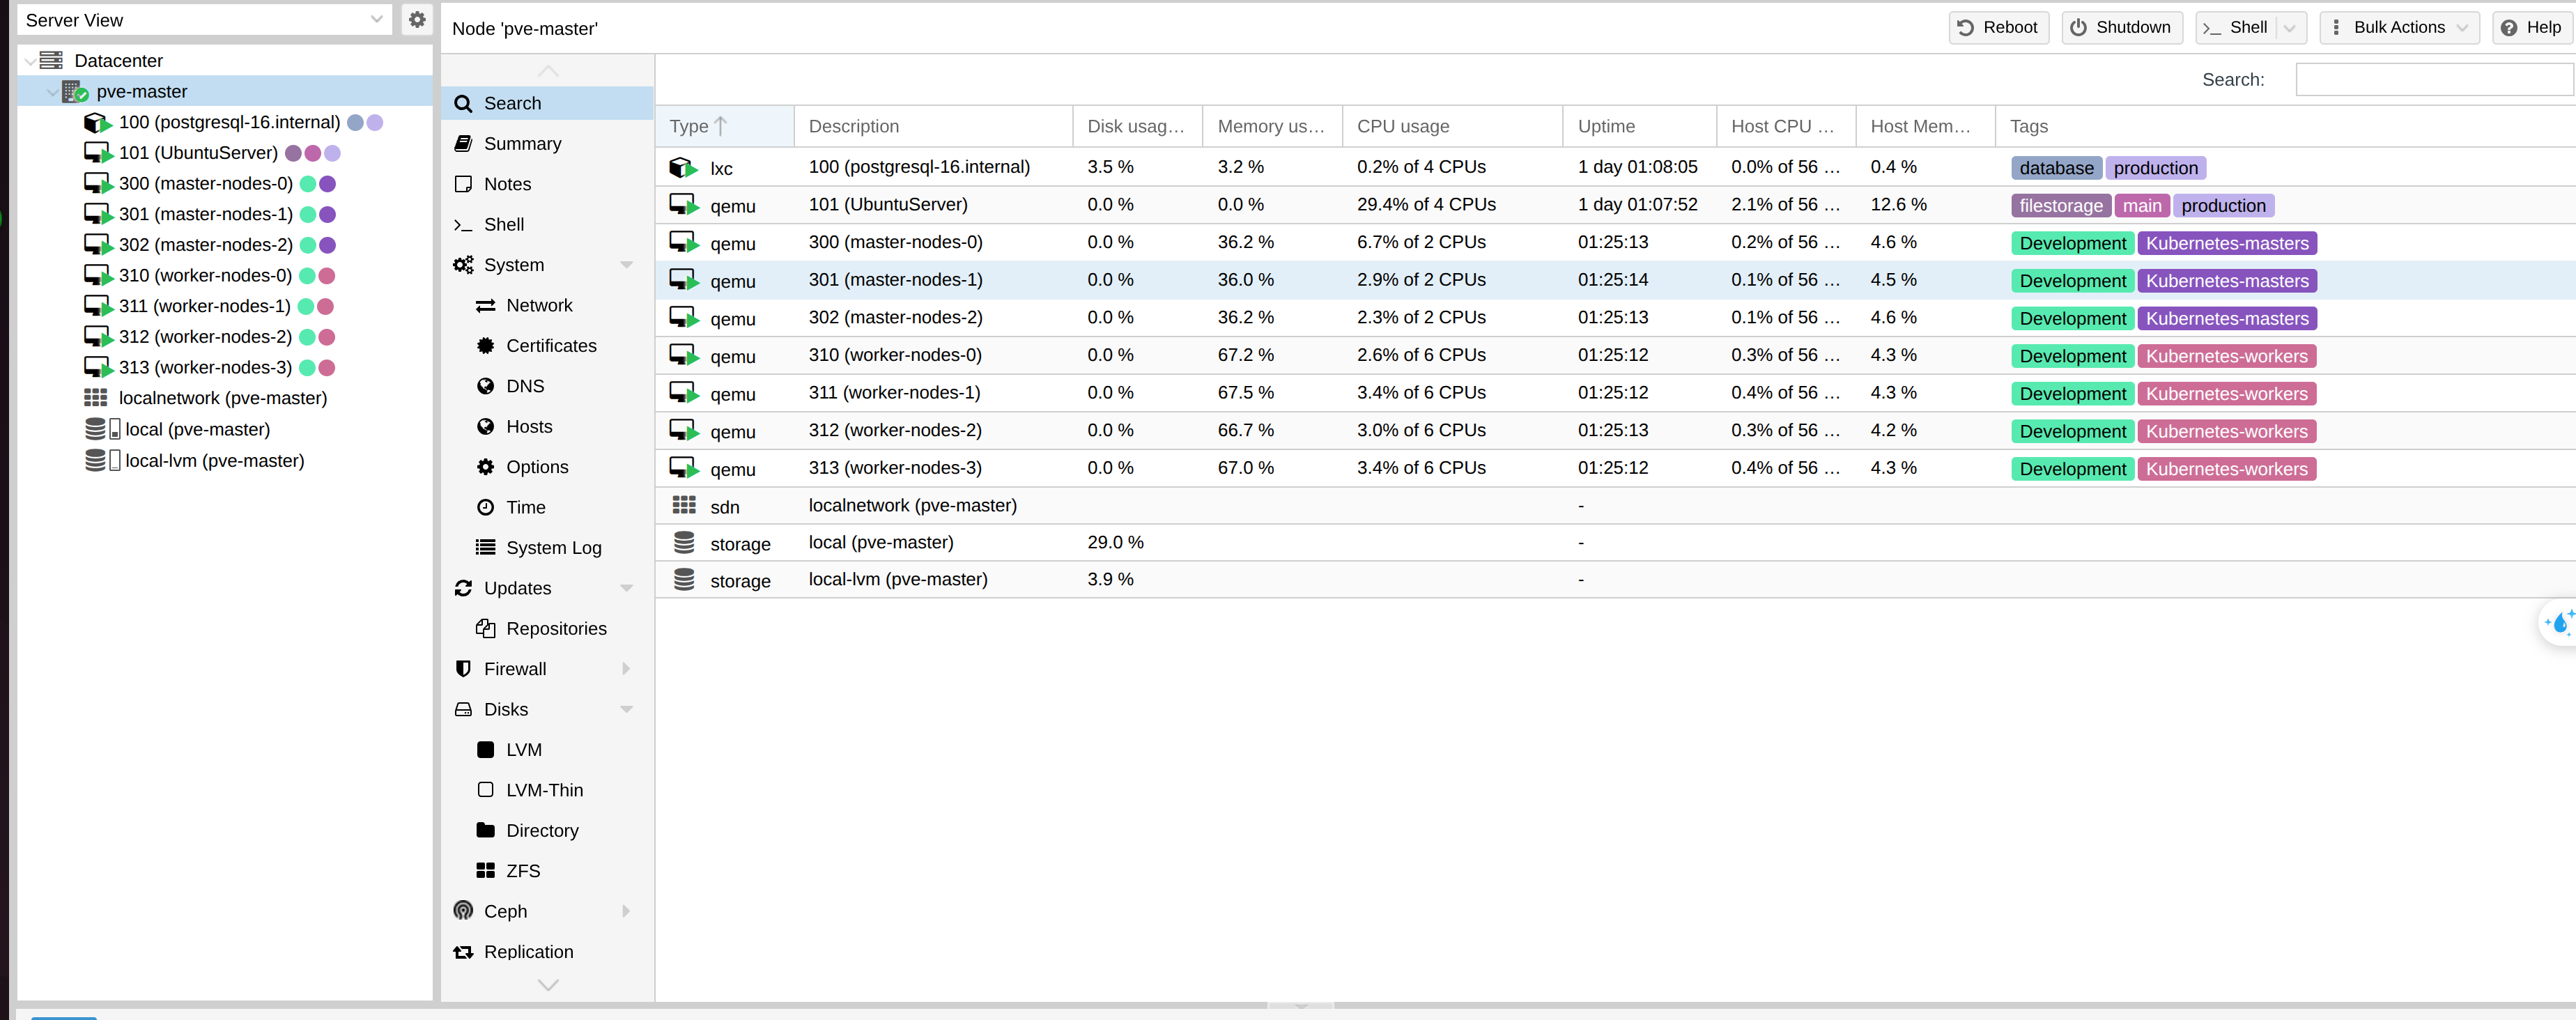 Server View
Node 'pve-master'
Reboot
Shutdown
Shell
Bulk Actions
Help
Datacenter
pve-master
100 (postgresql-16.internal)
101 (UbuntuServer)
300 (master-nodes-0)
301 (master-nodes-1)
302 (master-nodes-2)
310 (worker-nodes-0)
311 (worker-nodes-1)
312 (worker-nodes-2)
313 (worker-nodes-3)
localnetwork (pve-master)
local (pve-master)
local-lvm (pve-master)
Search
Summary
Notes
Shell
System
Network
Certificates
DNS
Hosts
Options
Time
System Log
Updates
Repositories
Firewall
Disks
LVM
LVM-Thin
Directory
ZFS
Ceph
Replication
Search:
Type Description Disk usag... Memory us... CPU usage Uptime Host CPU ... Host Mem... Tags
lxc 100 (postgresql-16.internal) 3.5 % 3.2 % 0.2% of 4 CPUs 1 day 01:08:05 0.0% of 56 ... 0.4 % database production
qemu 101 (UbuntuServer) 0.0 % 0.0 % 29.4% of 4 CPUs 1 day 01:07:52 2.1% of 56 ... 12.6 % filestorage main production
qemu 300 (master-nodes-0) 0.0 % 36.2 % 6.7% of 2 CPUs 01:25:13 0.2% of 56 ... 4.6 % Development Kubernetes-masters
qemu 301 (master-nodes-1) 0.0 % 36.0 % 2.9% of 2 CPUs 01:25:14 0.1% of 56 ... 4.5 % Development Kubernetes-masters
qemu 302 (master-nodes-2) 0.0 % 36.2 % 2.3% of 2 CPUs 01:25:13 0.1% of 56 ... 4.6 % Development Kubernetes-masters
qemu 310 (worker-nodes-0) 0.0 % 67.2 % 2.6% of 6 CPUs 01:25:12 0.3% of 56 ... 4.3 % Development Kubernetes-workers
qemu 311 (worker-nodes-1) 0.0 % 67.5 % 3.4% of 6 CPUs 01:25:12 0.4% of 56 ... 4.3 % Development Kubernetes-workers
qemu 312 (worker-nodes-2) 0.0 % 66.7 % 3.0% of 6 CPUs 01:25:13 0.3% of 56 ... 4.2 % Development Kubernetes-workers
qemu 313 (worker-nodes-3) 0.0 % 67.0 % 3.4% of 6 CPUs 01:25:12 0.4% of 56 ... 4.3 % Development Kubernetes-workers
sdn localnetwork (pve-master) -
storage local (pve-master) 29.0 % -
storage local-lvm (pve-master) 3.9 % -